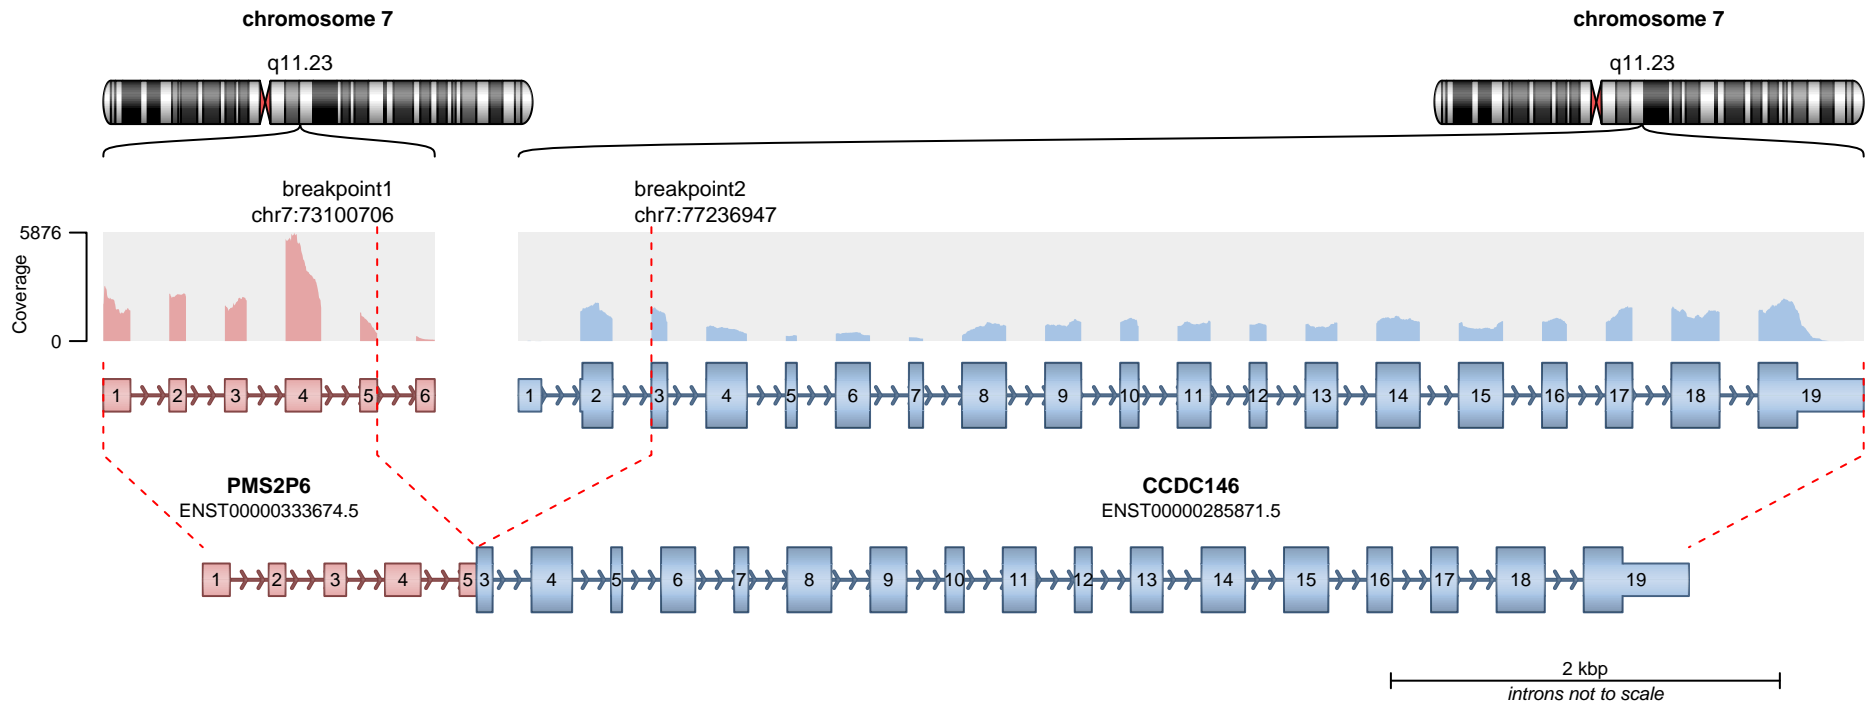 chromosome 7
chromosome 7
q11.23
q11.23
breakpoint1
chr7:73100706
breakpoint2
chr7:77236947
5876
Coverage
0
1 2 3 4 5 6
1 2 3 4 5 6 7 8 9 10 11 12 13 14 15 16 17 18 19
PMS2P6
ENST00000333674.5
CCDC146
ENST00000285871.5
1 2 3 4 5 3 4 5 6 7 8 9 10 11 12 13 14 15 16 17 18 19
2 kbp
introns not to scale